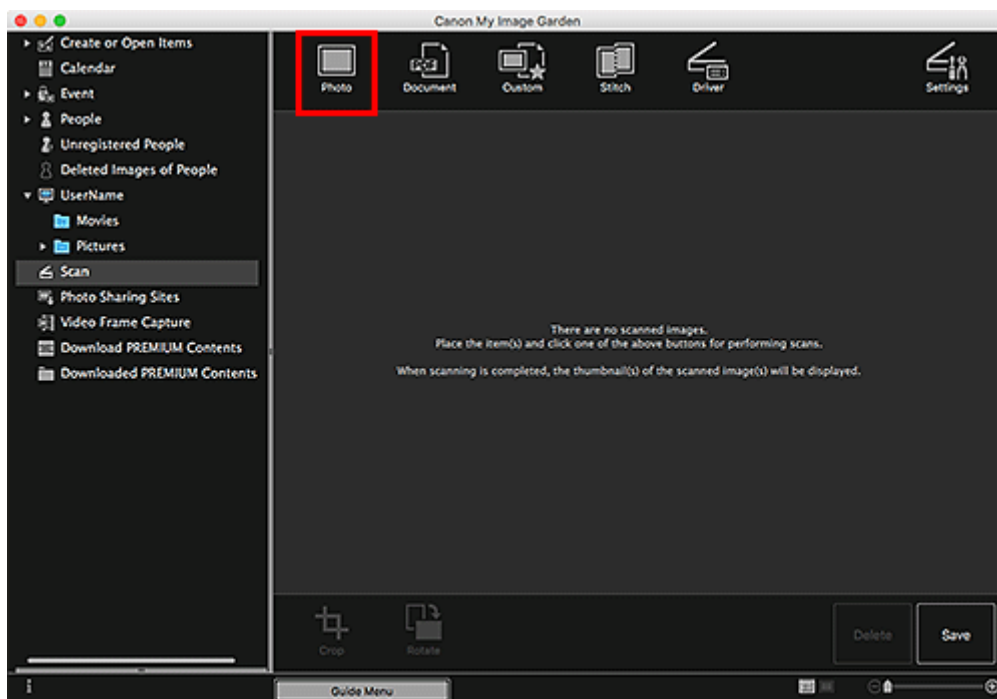 Canon My Image Garden
Create or Open Items
Calendar
Event
People
Unregistered People
Deleted Images of People
UserName
Movies
Pictures
Scan
Photo Sharing Sites
Video Frame Capture
Download PREMIUM Contents
Downloaded PREMIUM Contents
Photo
Document
PDF
Custom
Stitch
Driver
Settings
There are no scanned images.
Place the item(s) and click one of the above buttons for performing scans.
When scanning is completed, the thumbnail(s) of the scanned image(s) will be displayed.
Crop
Rotate
Delete
Save
Guide Menu